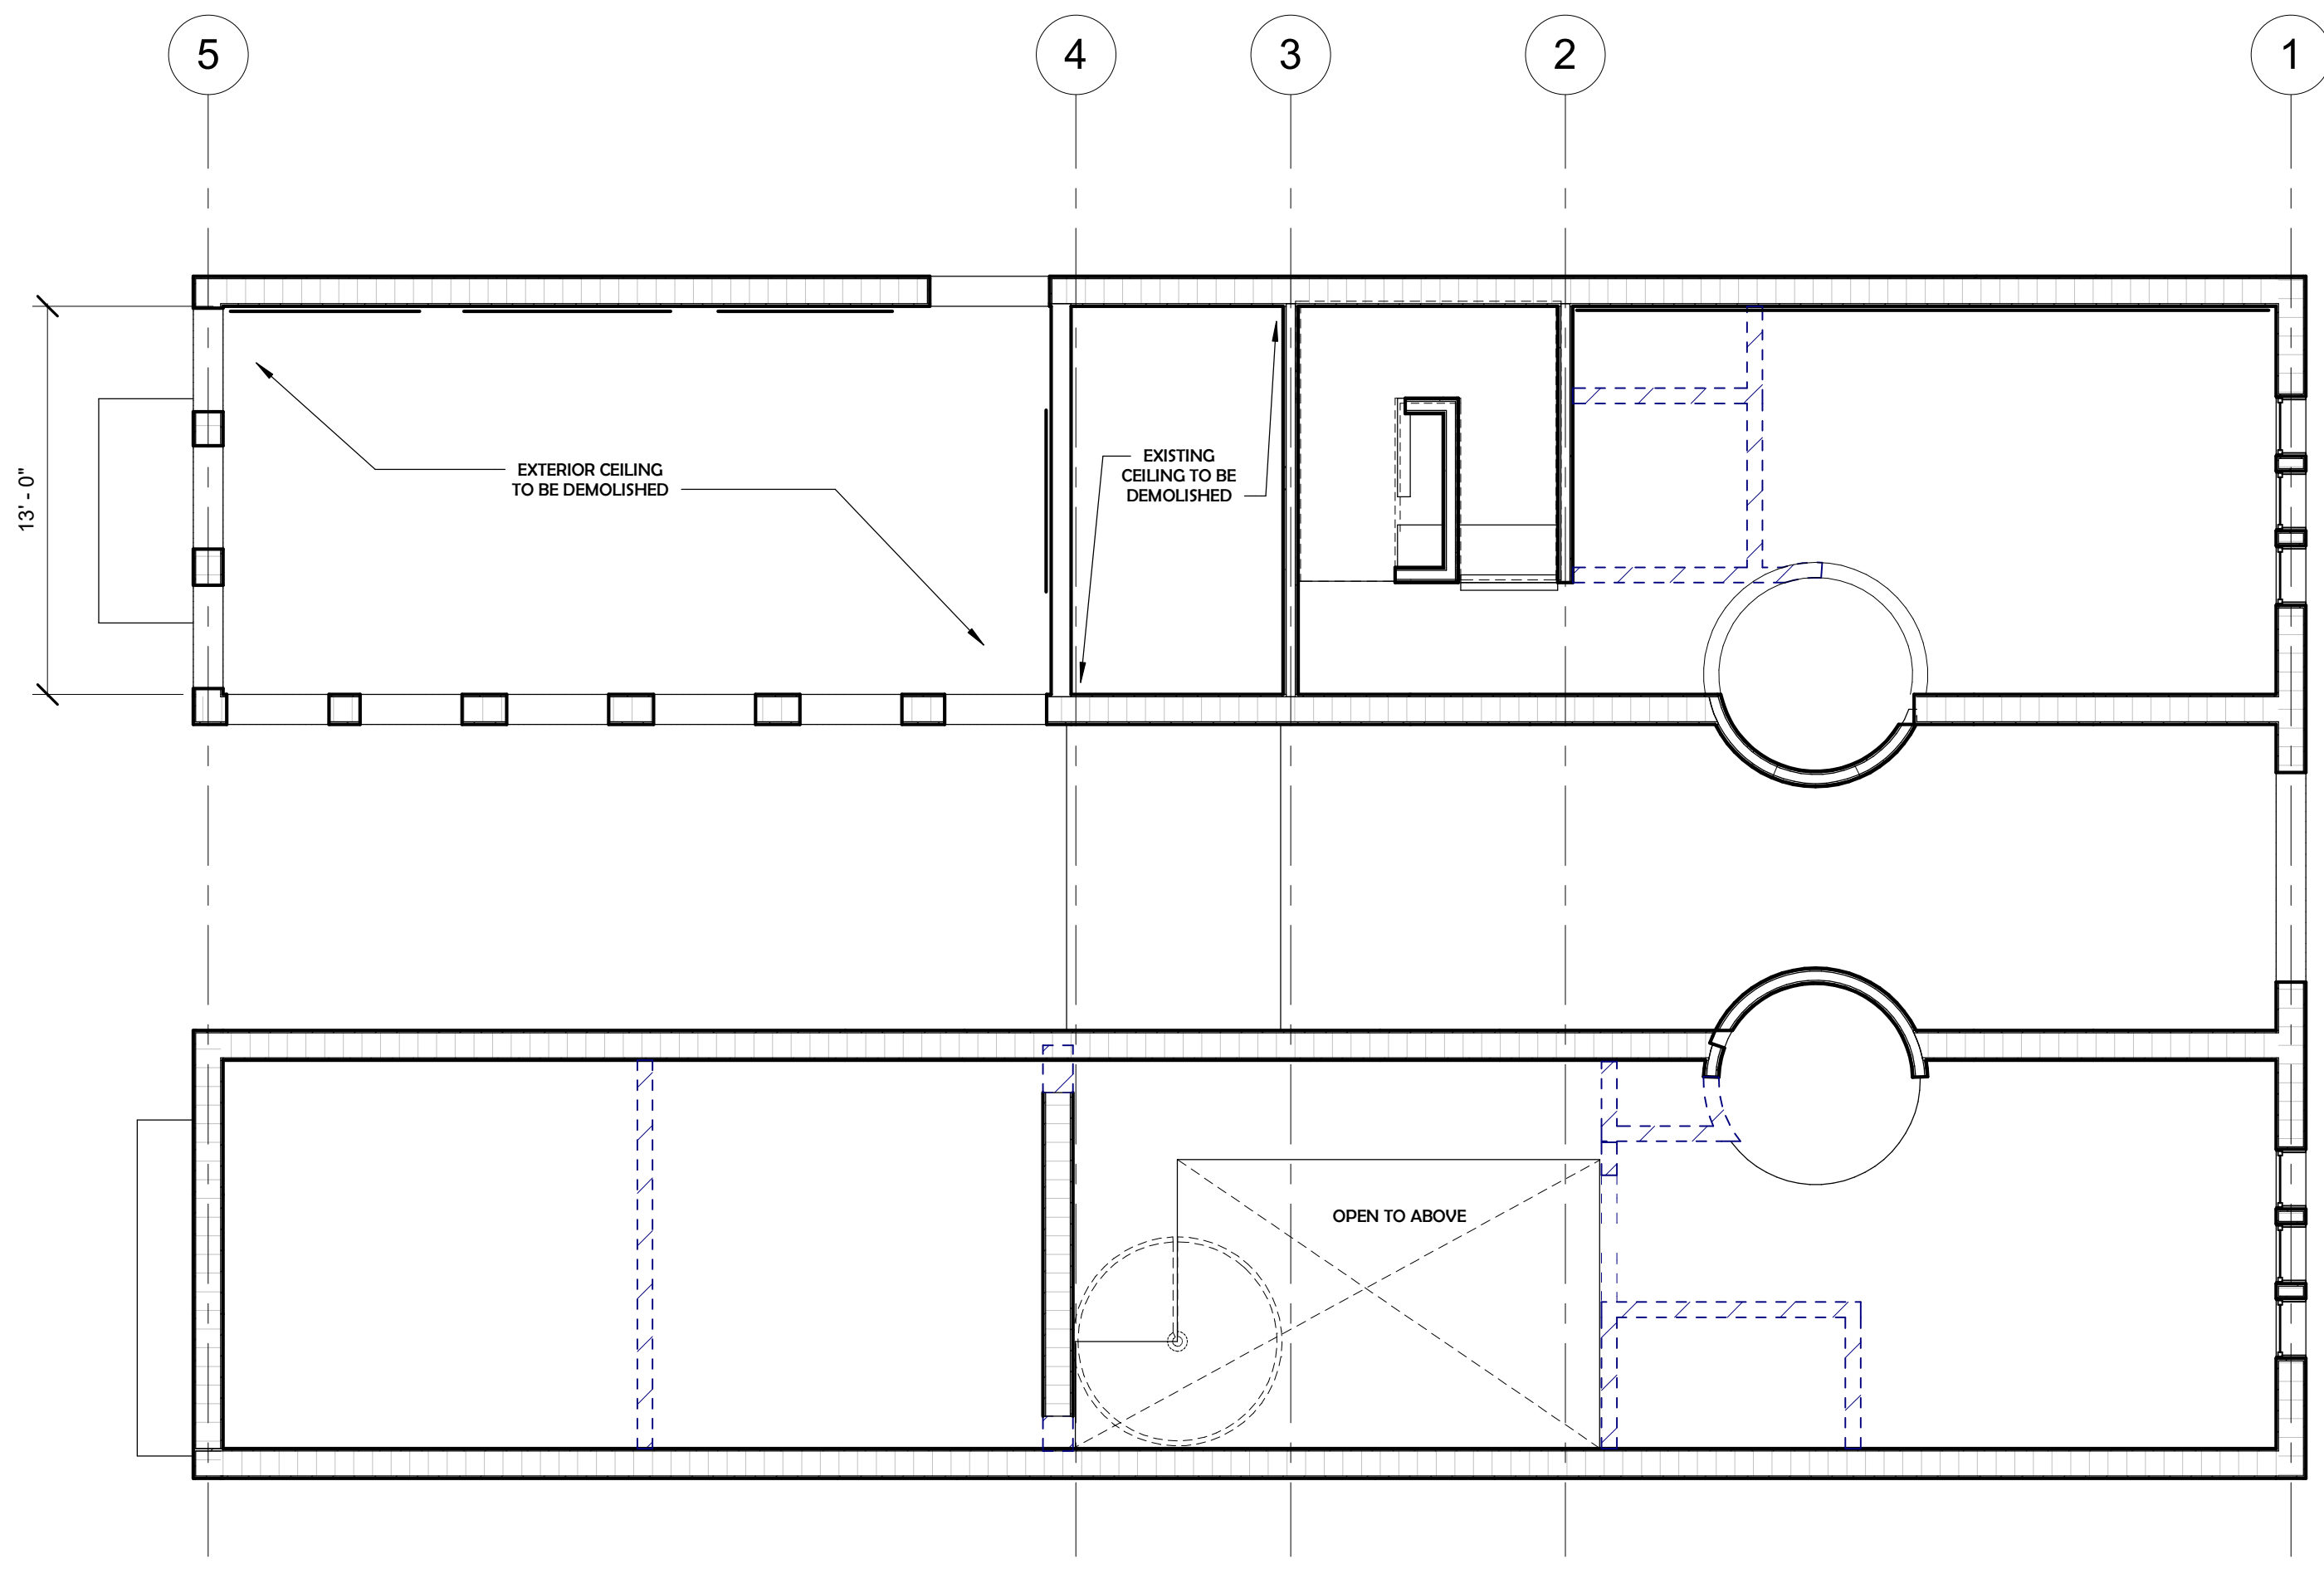 5
4
3
2
1
EXTERIOR CEILING
TO BE DEMOLISHED
EXISTING
CEILING TO BE
DEMOLISHED
13' - 0"
OPEN TO ABOVE